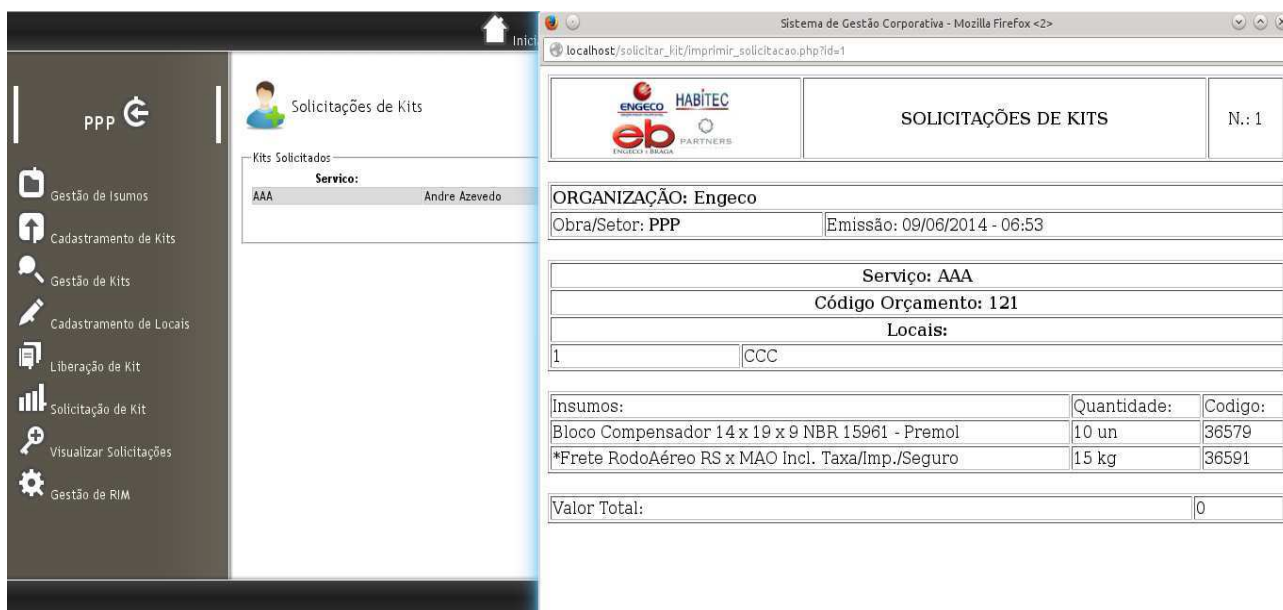 Iníci
PPP
Gestão de Isumos
Cadastramento de Kits
Gestão de Kits
Cadastramento de Locais
Liberação de Kit
Solicitação de Kit
Visualizar Solicitações
Gestão de RIM
Solicitações de Kits
Kits Solicitados
Servico:
AAA Andre Azevedo
Sistema de Gestão Corporativa - Mozilla Firefox <2>
localhost/solicitar_kit/imprimir_solicitacao.php?id=1
ENGECO HABITEC
eb PARTNERS
ENGECO & BRAGA
SOLICITAÇÕES DE KITS
N.: 1
ORGANIZAÇÃO: Engeco
Obra/Setor: PPP Emissão: 09/06/2014 - 06:53
Serviço: AAA
Código Orçamento: 121
Locais:
1 CCC
Insumos: Quantidade: Codigo:
Bloco Compensador 14 x 19 x 9 NBR 15961 - Premol 10 un 36579
*Frete RodoAéreo RS x MAO Incl. Taxa/Imp./Seguro 15 kg 36591
Valor Total: 0